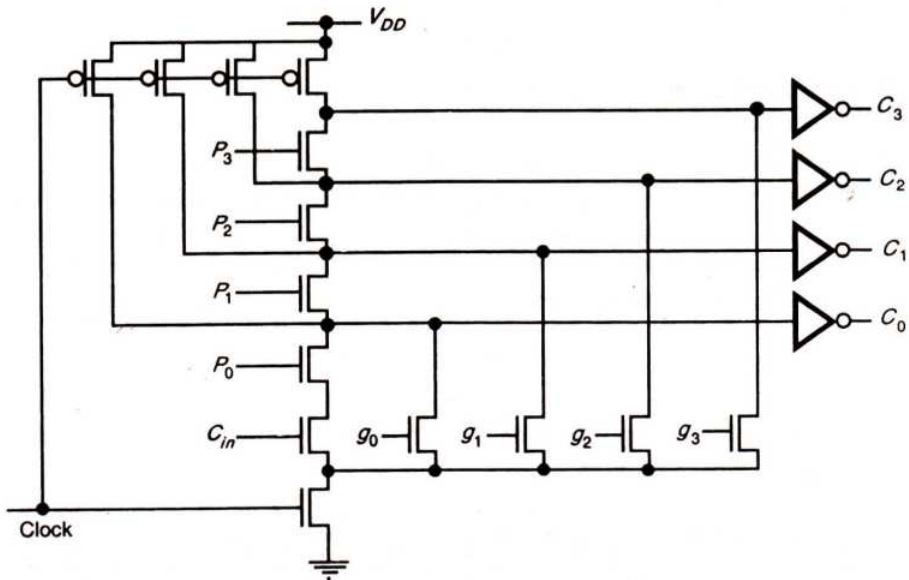 V_DD
C_3
P_3
C_2
P_2
C_1
P_1
C_0
P_0
C_in
g_0
g_1
g_2
g_3
Clock